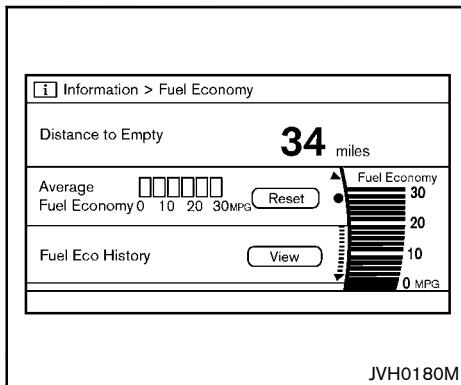 i Information > Fuel Economy
Distance to Empty 34 miles
Average Fuel Economy 0 10 20 30MPG Reset
Fuel Eco History View
Fuel Economy
30
20
10
0 MPG
JVH0180M